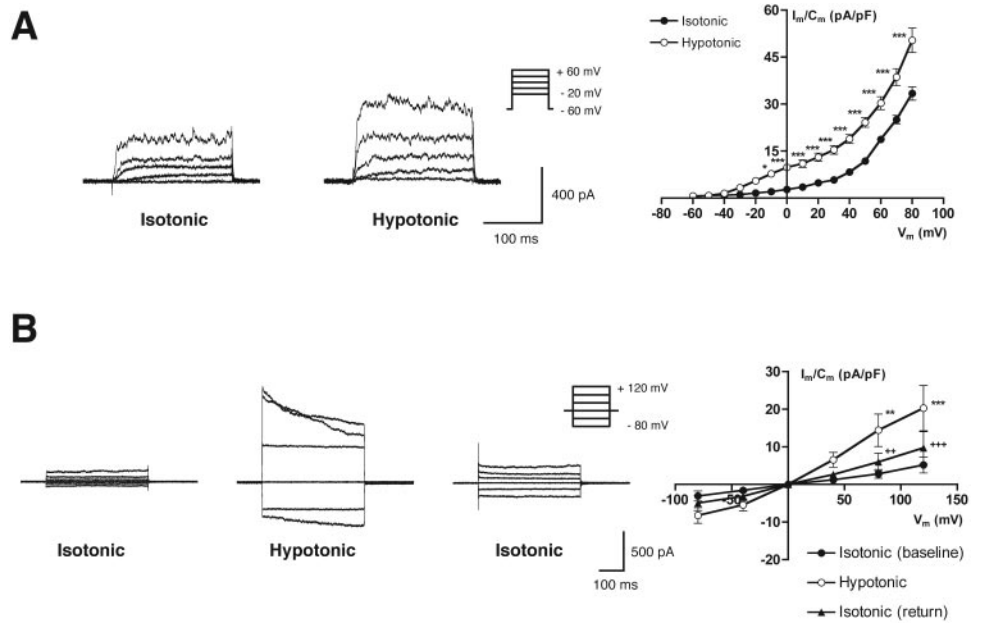 A
Isotonic
Hypotonic
+ 60 mV
- 20 mV
- 60 mV
400 pA
100 ms
Iₘ/Cₘ (pA/pF)
Isotonic
Hypotonic
60
45
30
15
*
***
***
***
***
***
***
***
***
***
-80 -60 -40 -20 0 20 40 60 80 100
Vₘ (mV)
B
Isotonic
Hypotonic
Isotonic
+ 120 mV
- 80 mV
500 pA
100 ms
Iₘ/Cₘ (pA/pF)
30
20
10
-10
-20
**
***
++
+++
-100 -50 0 50 100 150
Vₘ (mV)
Isotonic (baseline)
Hypotonic
Isotonic (return)